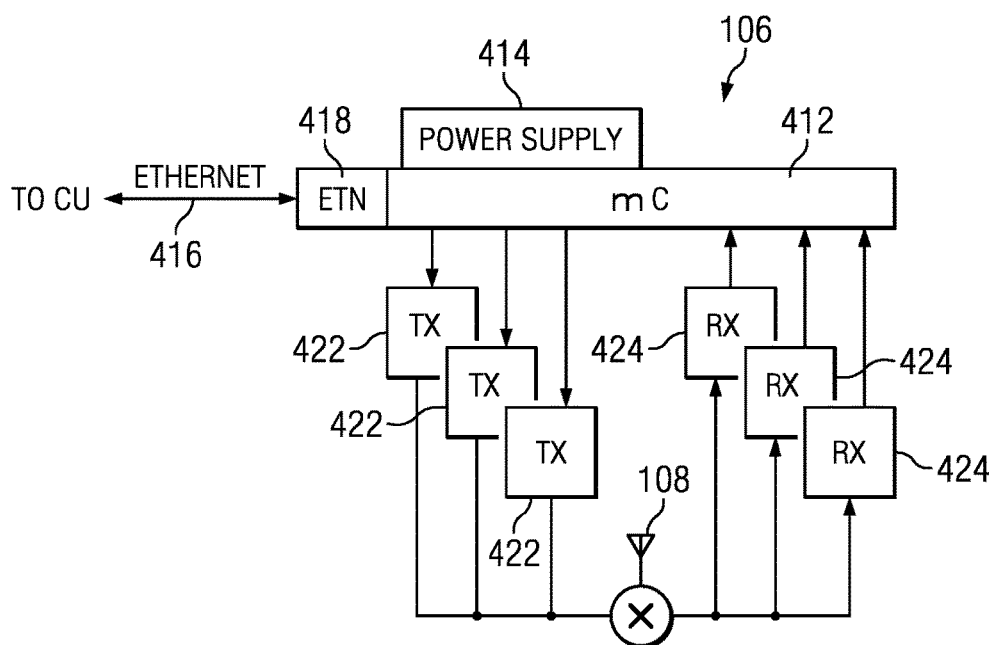 106
414
418
POWER SUPPLY
412
ETHERNET
TO CU
ETN
mC
416
TX
RX
422
424
TX
RX
424
422
TX
RX
424
422
108